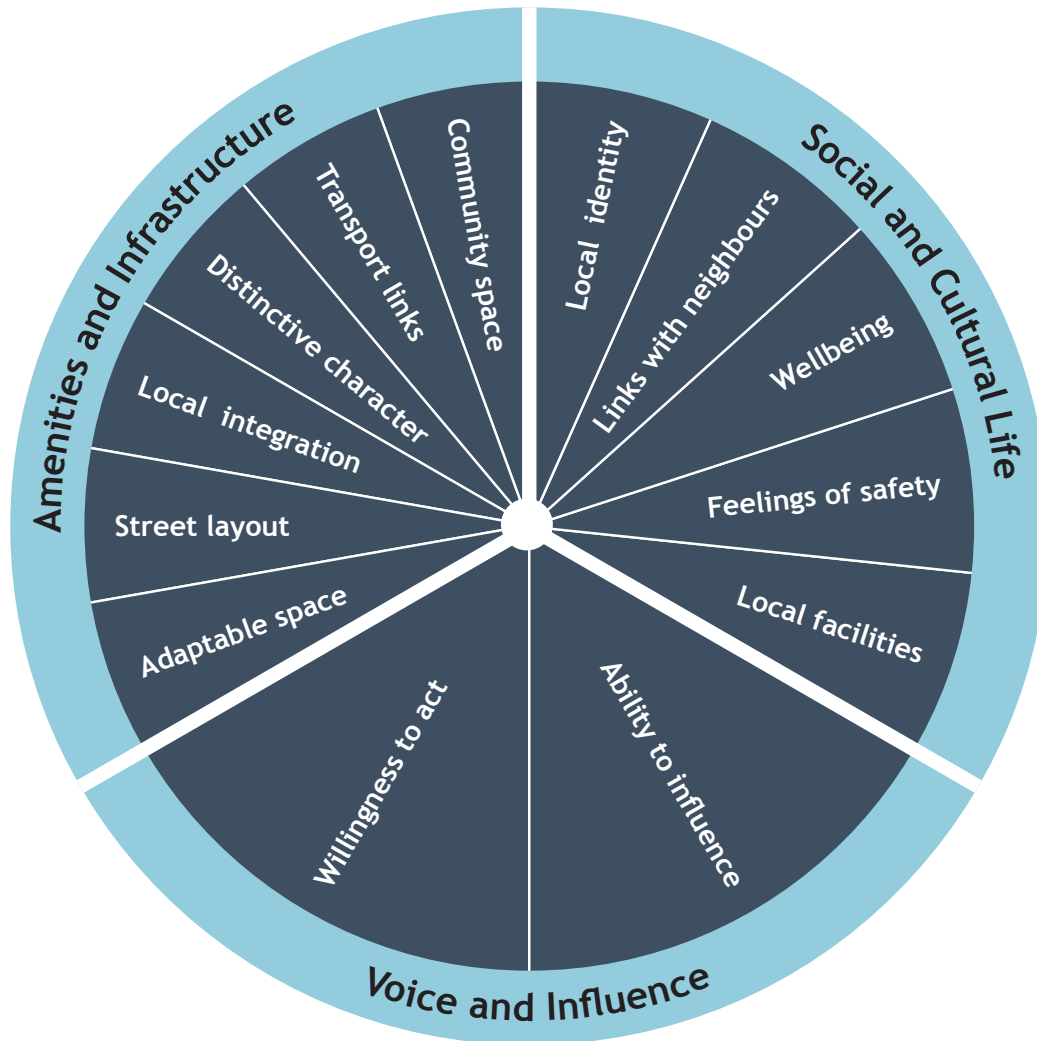 Amenities and Infrastructure
Community space
Transport links
Distinctive character
Local integration
Street layout
Adaptable space
Social and Cultural Life
Local identity
Links with neighbours
Wellbeing
Feelings of safety
Local facilities
Voice and Influence
Willingness to act
Ability to influence